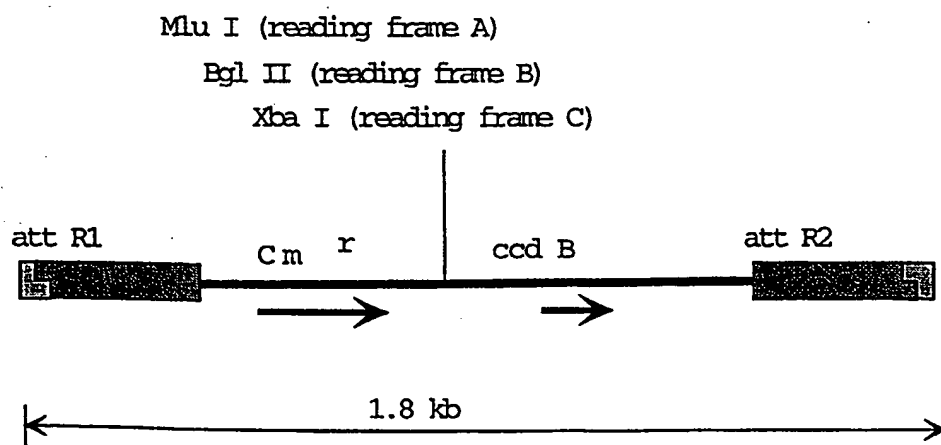 Mlu I (reading frame A)
Bgl II (reading frame B)
Xba I (reading frame C)
att R1
Cm r
ccd B
att R2
1.8 kb